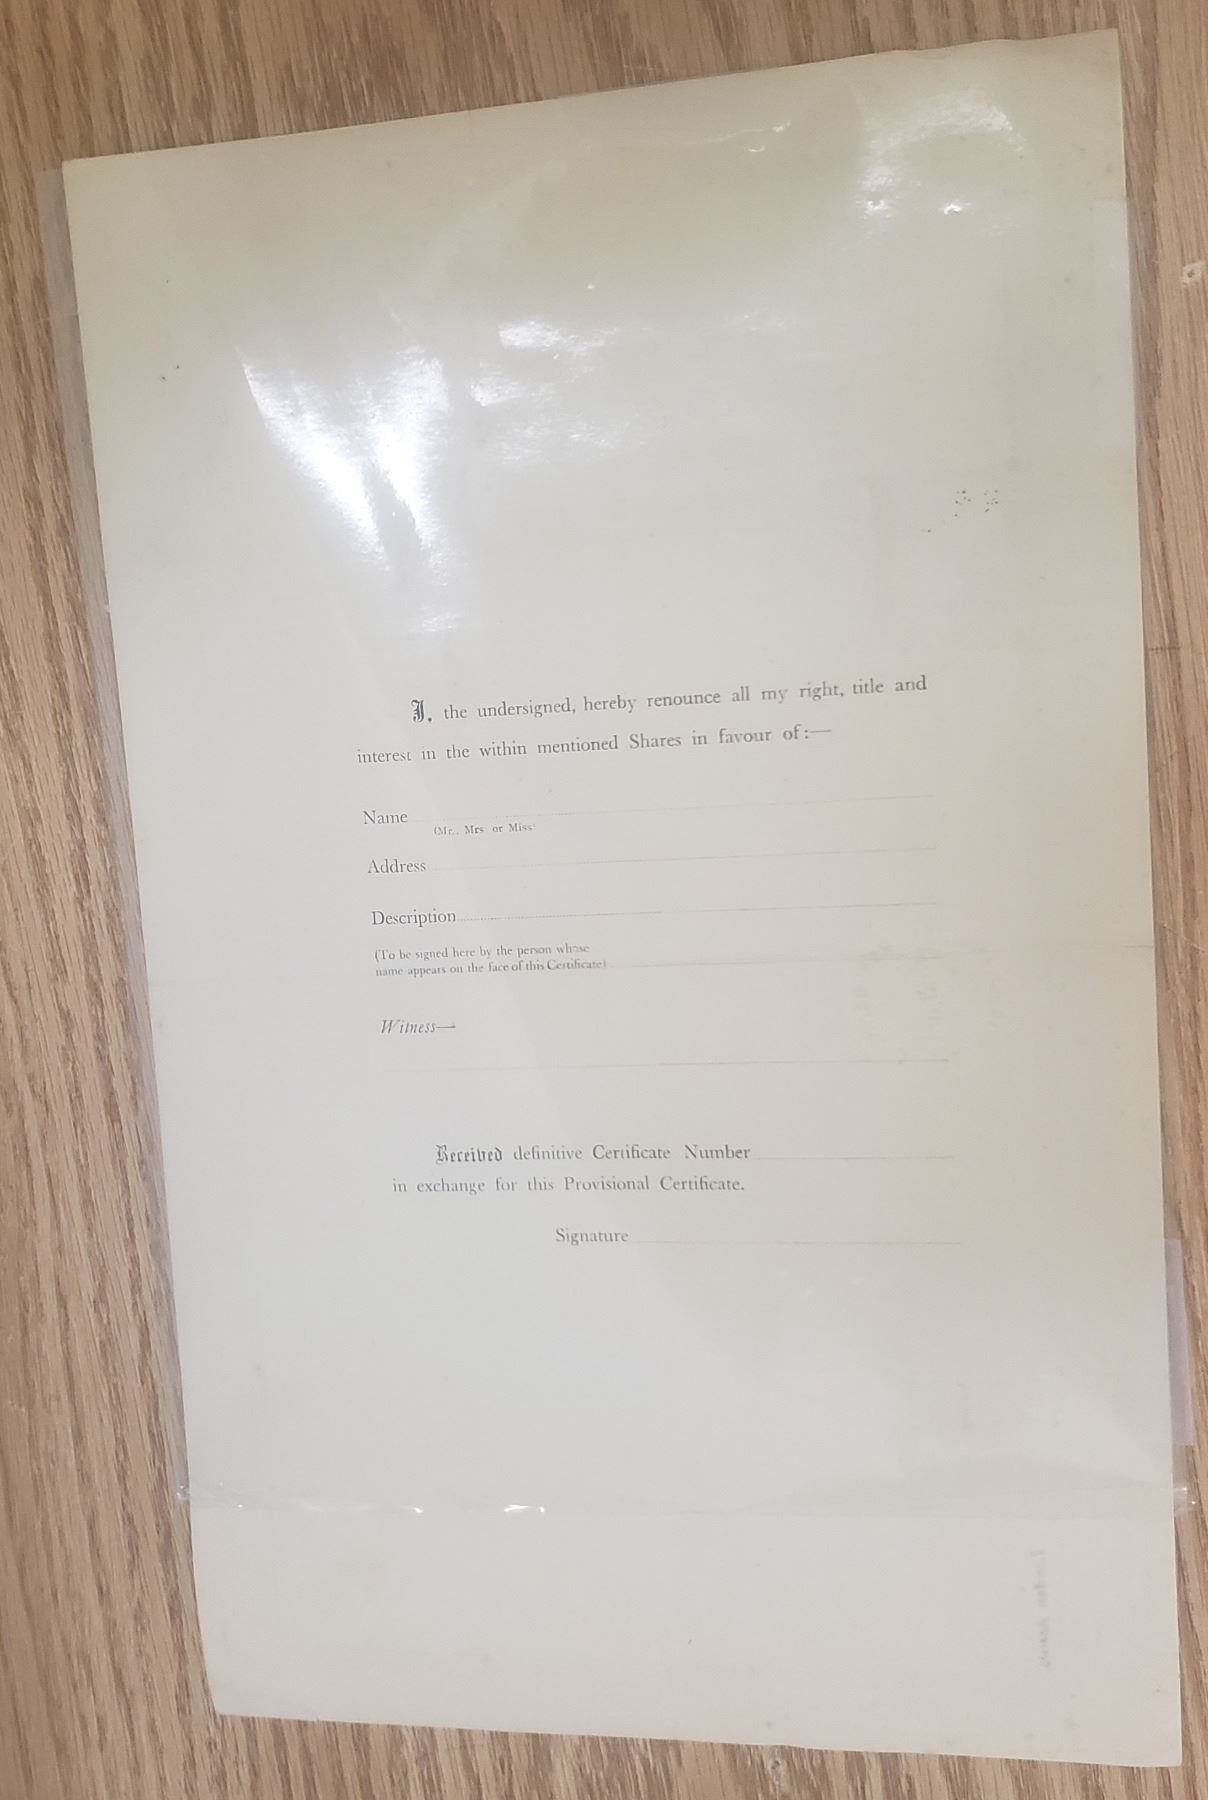 I, the undersigned, hereby renounce all my right, title and
interest in the within mentioned Shares in favour of:—
Name
(Mr., Mrs or Miss)
Address
Description
(To be signed here by the person whose
name appears on the face of this Certificate)
Witness—
Received definitive Certificate Number
in exchange for this Provisional Certificate.
Signature